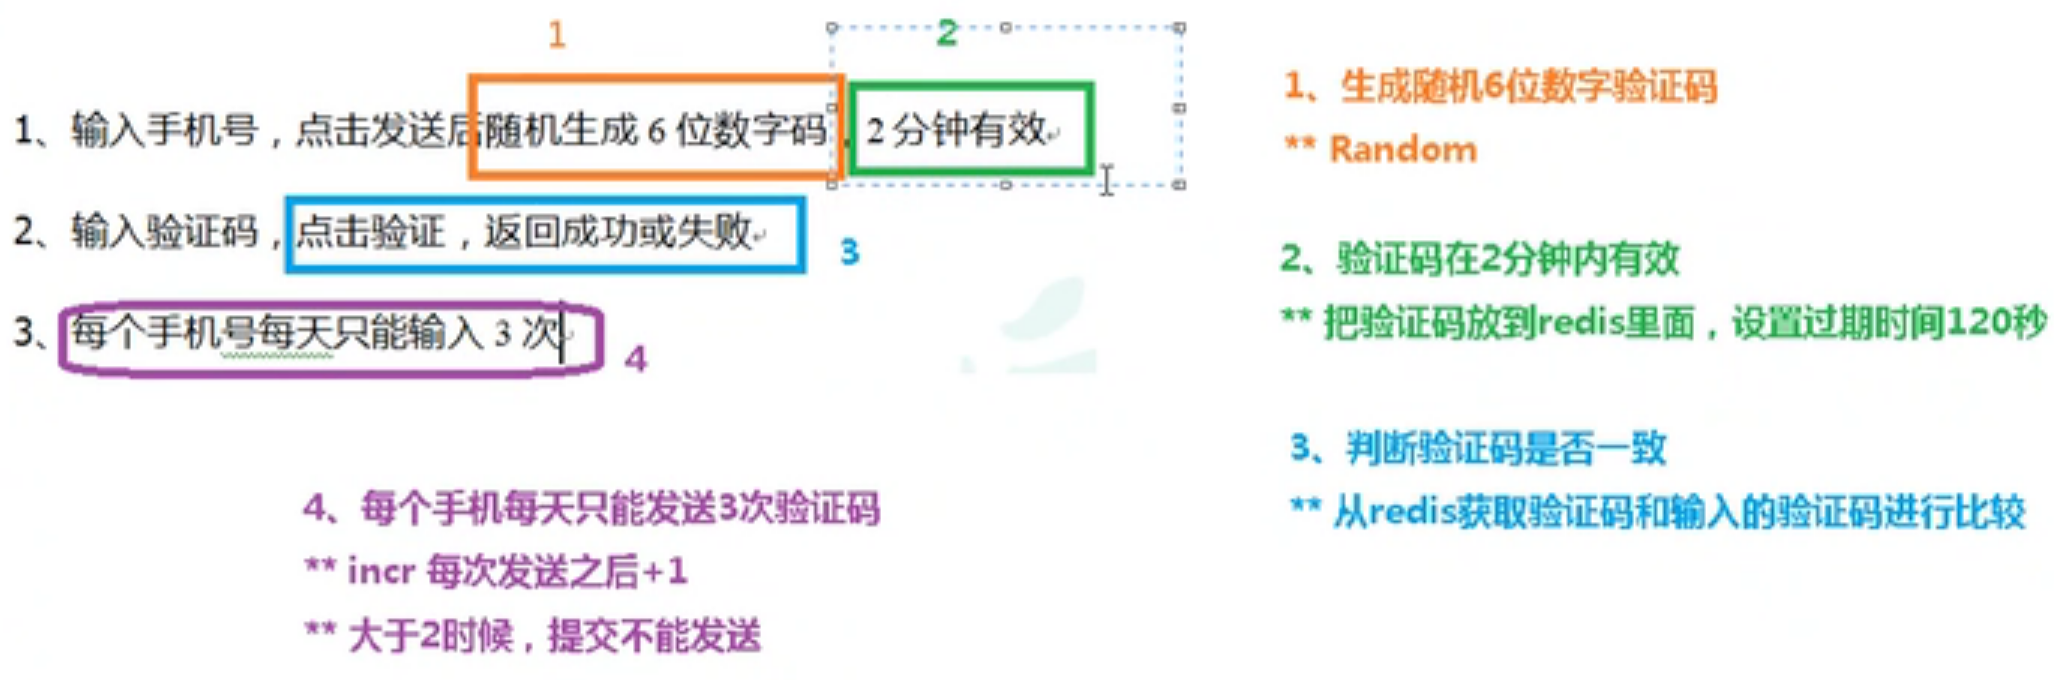 1
2
1、输入手机号，点击发送后随机生成 6 位数字码，2 分钟有效
2、输入验证码，点击验证，返回成功或失败
3
3、每个手机号每天只能输入 3 次
4
1、生成随机6位数字验证码
** Random
2、验证码在2分钟内有效
** 把验证码放到redis里面，设置过期时间120秒
3、判断验证码是否一致
** 从redis获取验证码和输入的验证码进行比较
4、每个手机每天只能发送3次验证码
** incr 每次发送之后+1
** 大于2时候，提交不能发送